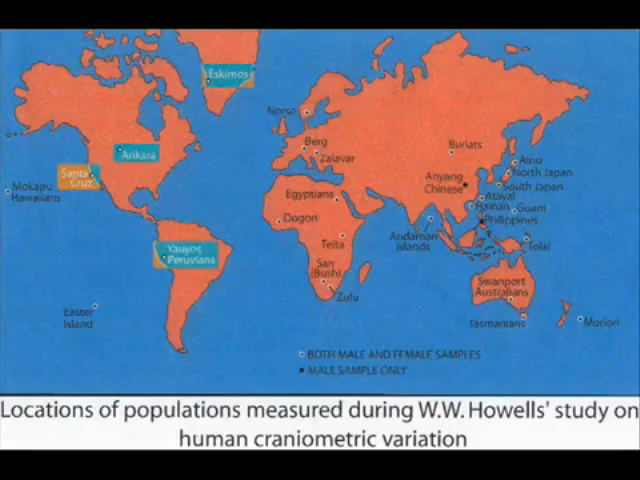 Eskimos
Norse
Berg
Zalavar
Buriats
Arikara
Ainu
North Japan
South Japan
Santa
Cruz
Anyang
Chinese
Mokapu
Hawaiians
Egyptians
Atayal
Hainan
Guam
Philippines
Dogon
Teita
Andaman
Islands
Tolai
Yauyos
Peruvians
San
(Bush)
Zulu
Swanport
Australians
Easter
Island
Tasmanians
Moriori
BOTH MALE AND FEMALE SAMPLES
MALE SAMPLE ONLY
Locations of populations measured during W.W. Howells' study on
human craniometric variation